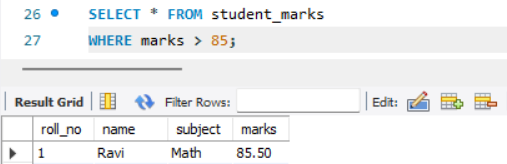 26 SELECT * FROM student_marks
27 WHERE marks > 85;
Result Grid Filter Rows: Edit:
roll_no name subject marks
1 Ravi Math 85.50